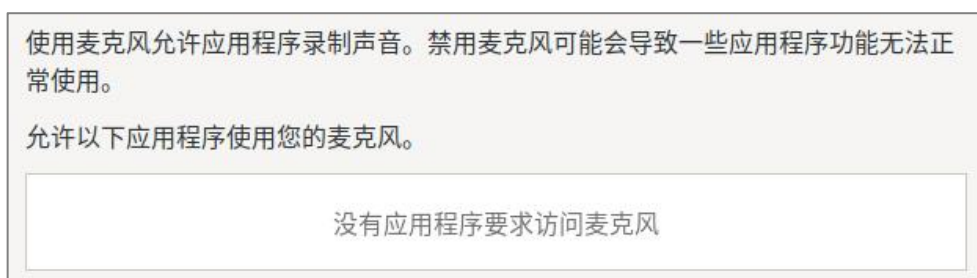 使用麦克风允许应用程序录制声音。禁用麦克风可能会导致一些应用程序功能无法正
常使用。
允许以下应用程序使用您的麦克风。
没有应用程序要求访问麦克风